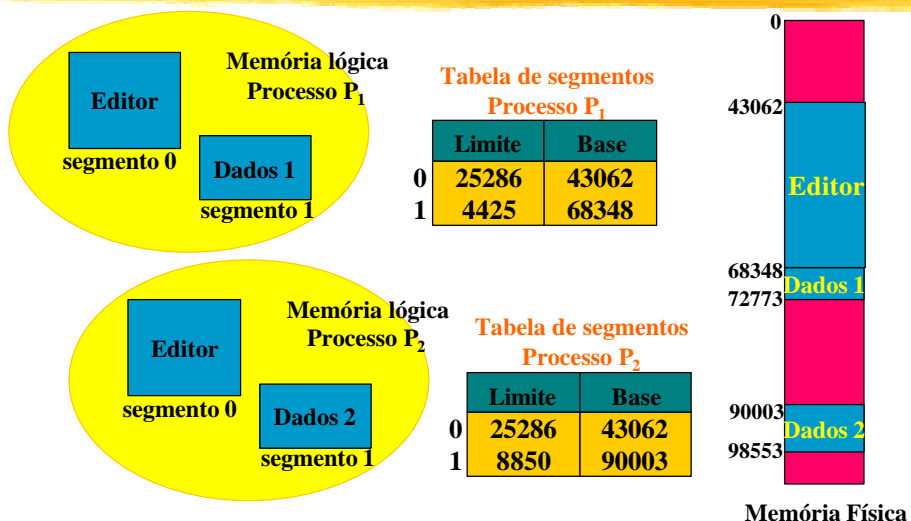 Memória lógica
Processo P1
Editor
segmento 0
Dados 1
segmento 1
Tabela de segmentos
Processo P1
Limite Base
0 25286 43062
1 4425 68348
Memória lógica
Processo P2
Editor
segmento 0
Dados 2
segmento 1
Tabela de segmentos
Processo P2
Limite Base
0 25286 43062
1 8850 90003
0
43062
Editor
68348
Dados 1
72773
90003
Dados 2
98553
Memória Física